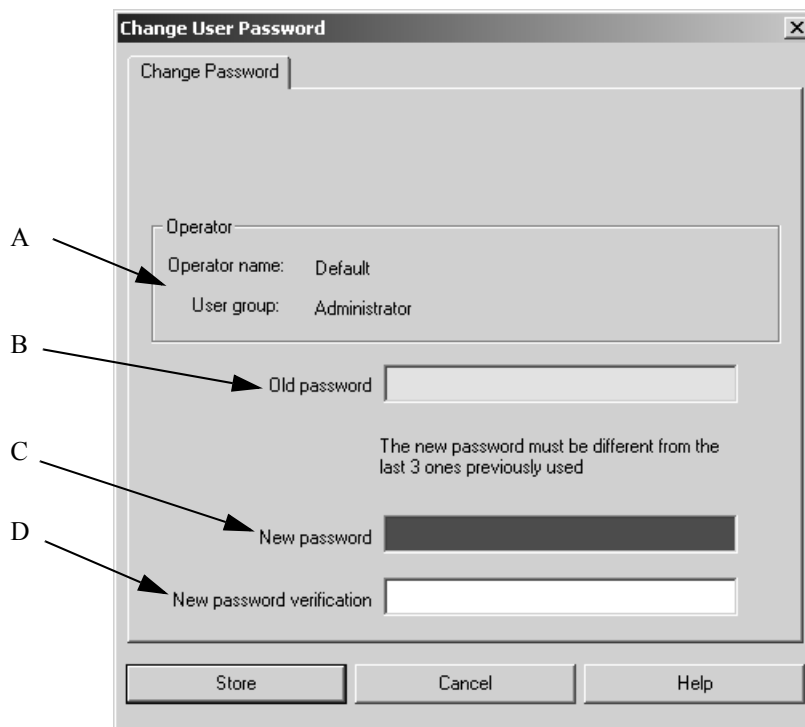 Change User Password
Change Password
A
Operator
Operator name: Default
User group: Administrator
B
Old password
The new password must be different from the
last 3 ones previously used
C
New password
D
New password verification
Store Cancel Help